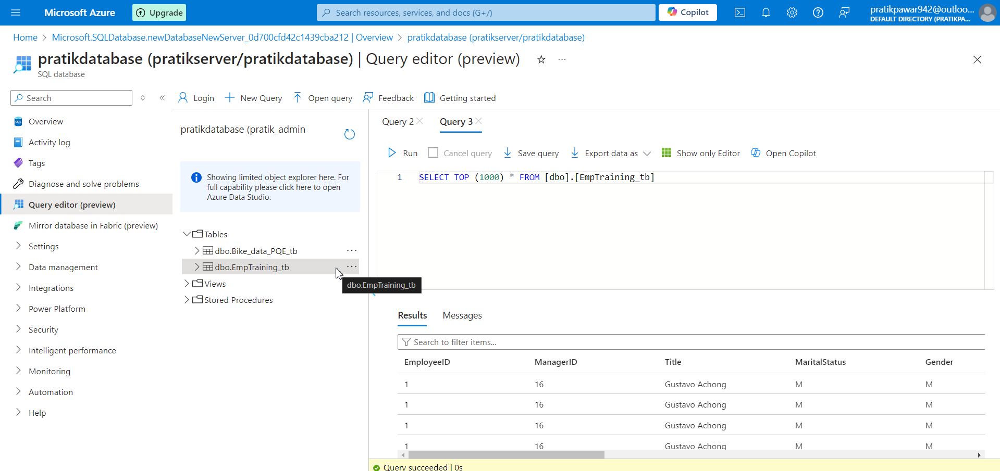 Microsoft Azure
Upgrade
Search resources, services, and docs (G+/)
Copilot
pratikpawar942@outloo...
DEFAULT DIRECTORY (PRATIKPA...
Home > Microsoft.SQLDatabase.newDatabaseNewServer_0d700cfd42c1439cba212 | Overview > pratikdatabase (pratikserver/pratikdatabase)
pratikdatabase (pratikserver/pratikdatabase) | Query editor (preview)
SQL database
Search
Overview
Activity log
Tags
Diagnose and solve problems
Query editor (preview)
Mirror database in Fabric (preview)
Settings
Data management
Integrations
Power Platform
Security
Intelligent performance
Monitoring
Automation
Help
Login
New Query
Open query
Feedback
Getting started
pratikdatabase (pratik_admin
Showing limited object explorer here. For
full capability please click here to open
Azure Data Studio.
Tables
dbo.Bike_data_PQE_tb
dbo.EmpTraining_tb
Views
Stored Procedures
dbo.EmpTraining_tb
Query 2
Query 3
Run
Cancel query
Save query
Export data as
Show only Editor
Open Copilot
1 SELECT TOP (1000) * FROM [dbo].[EmpTraining_tb]
Results
Messages
Search to filter items...
EmployeeID ManagerID Title MaritalStatus Gender
1 16 Gustavo Achong M M
1 16 Gustavo Achong M M
1 16 Gustavo Achong M M
1 16 Gustavo Achong M M
Query succeeded | 0s